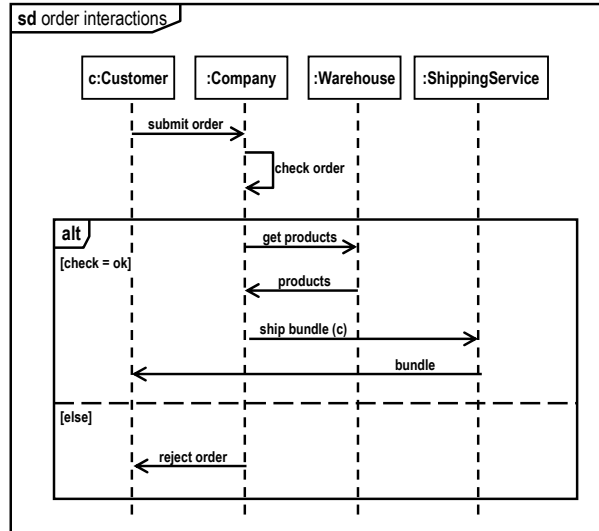 sd order interactions
c:Customer :Company :Warehouse :ShippingService
submit order
check order
alt
get products
[check = ok]
products
ship bundle (c)
bundle
[else]
reject order